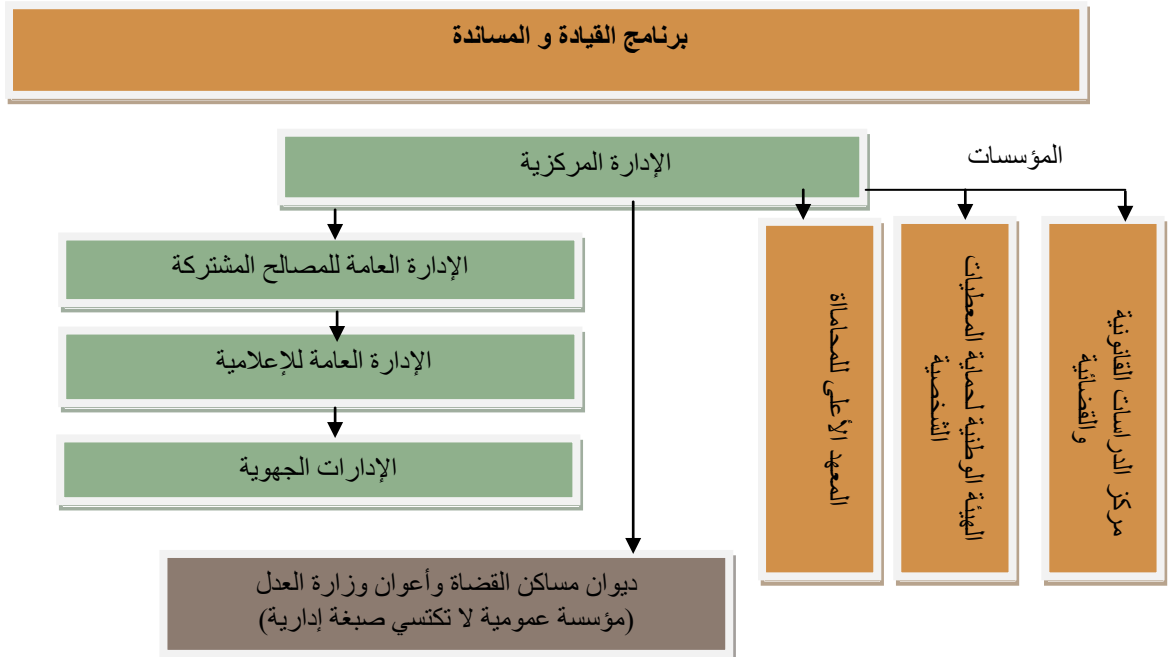 برنامج القيادة و المساندة
الإدارة المركزية
المؤسسات
الإدارة العامة للمصالح المشتركة
الإدارة العامة للإعلامية
الإدارات الجهوية
ديوان مساكن القضاة وأعوان وزارة العدل
(مؤسسة عمومية لا تكتسي صبغة إدارية)
مركز الدراسات القانونية
والقضائية
الهيئة الوطنية لحماية المعطيات
الشخصية
المعهد الأعلى للمحامااة